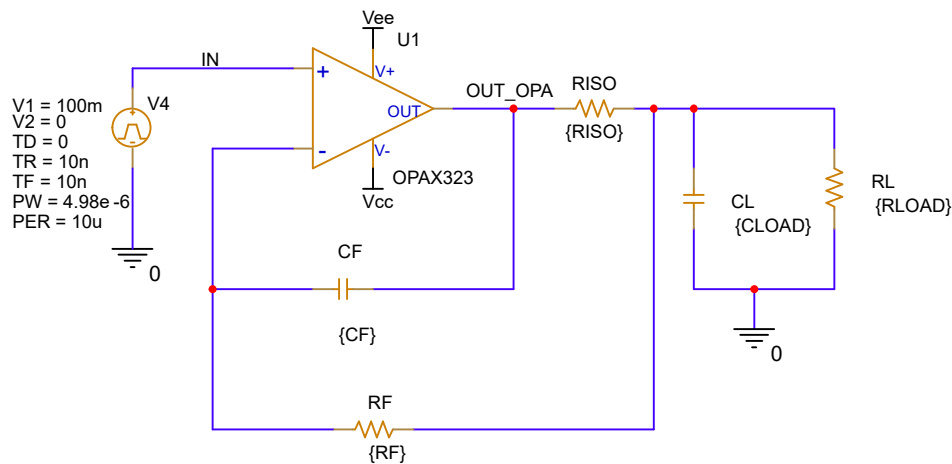 Vee
U1
IN
+
V+
OUT
-
V-
OPAX323
Vcc
OUT_OPA
RISO
{RISO}
V1 = 100m
V2 = 0
TD = 0
TR = 10n
TF = 10n
PW = 4.98e -6
PER = 10u
V4
0
CF
{CF}
RF
{RF}
CL
{CLOAD}
RL
{RLOAD}
0